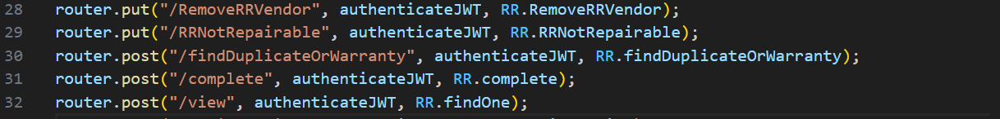 28 router.put("/RemoveRRVendor", authenticateJWT, RR.RemoveRRVendor);
29 router.put("/RRNotRepairable", authenticateJWT, RR.RRNotRepairable);
30 router.post("/findDuplicateOrWarranty", authenticateJWT, RR.findDuplicateOrWarranty);
31 router.post("/complete", authenticateJWT, RR.complete);
32 router.post("/view", authenticateJWT, RR.findOne);